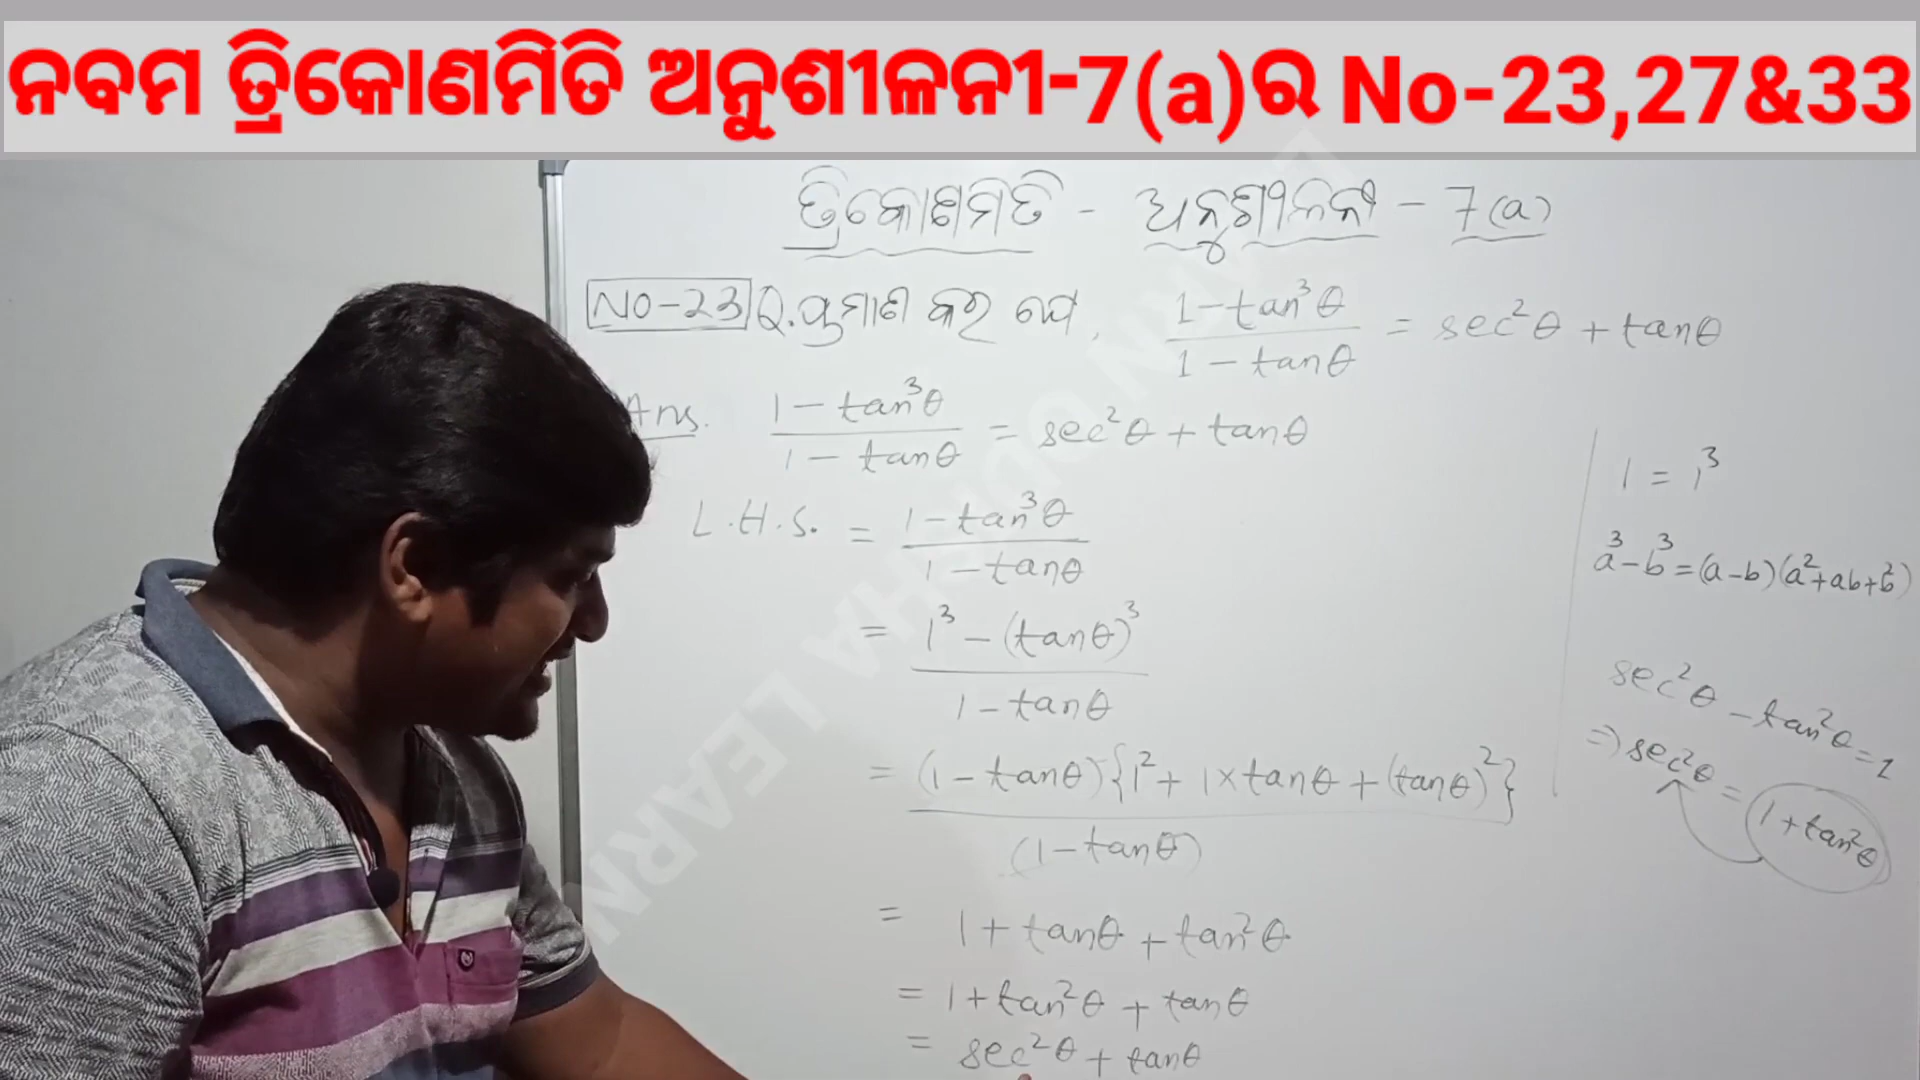 ନବମ ତ୍ରିକୋଣମିତି ଅନୁଶୀଳନୀ-7(a)ର No-23,27&33
ତ୍ରିକୋଣମିତି - ଅନୁଶୀଳନୀ - 7(a)
No-23 Q. ପ୍ରମାଣ କର ଯେ, (1-tan³θ)/(1-tanθ) = sec²θ + tanθ
Ans. (1-tan³θ)/(1-tanθ) = sec²θ + tanθ
L.H.S. = (1-tan³θ)/(1-tanθ)
= (1³-(tanθ)³)/(1-tanθ)
= (1-tanθ){1²+1×tanθ+(tanθ)²}/(1-tanθ)
= 1+tanθ+tan²θ
= 1+tan²θ+tanθ
= sec²θ+tanθ
1 = 1³
a³-b³=(a-b)(a²+ab+b²)
sec²θ-tan²θ=1
⇒ sec²θ = 1+tan²θ
LEARN ODISHA LEARN